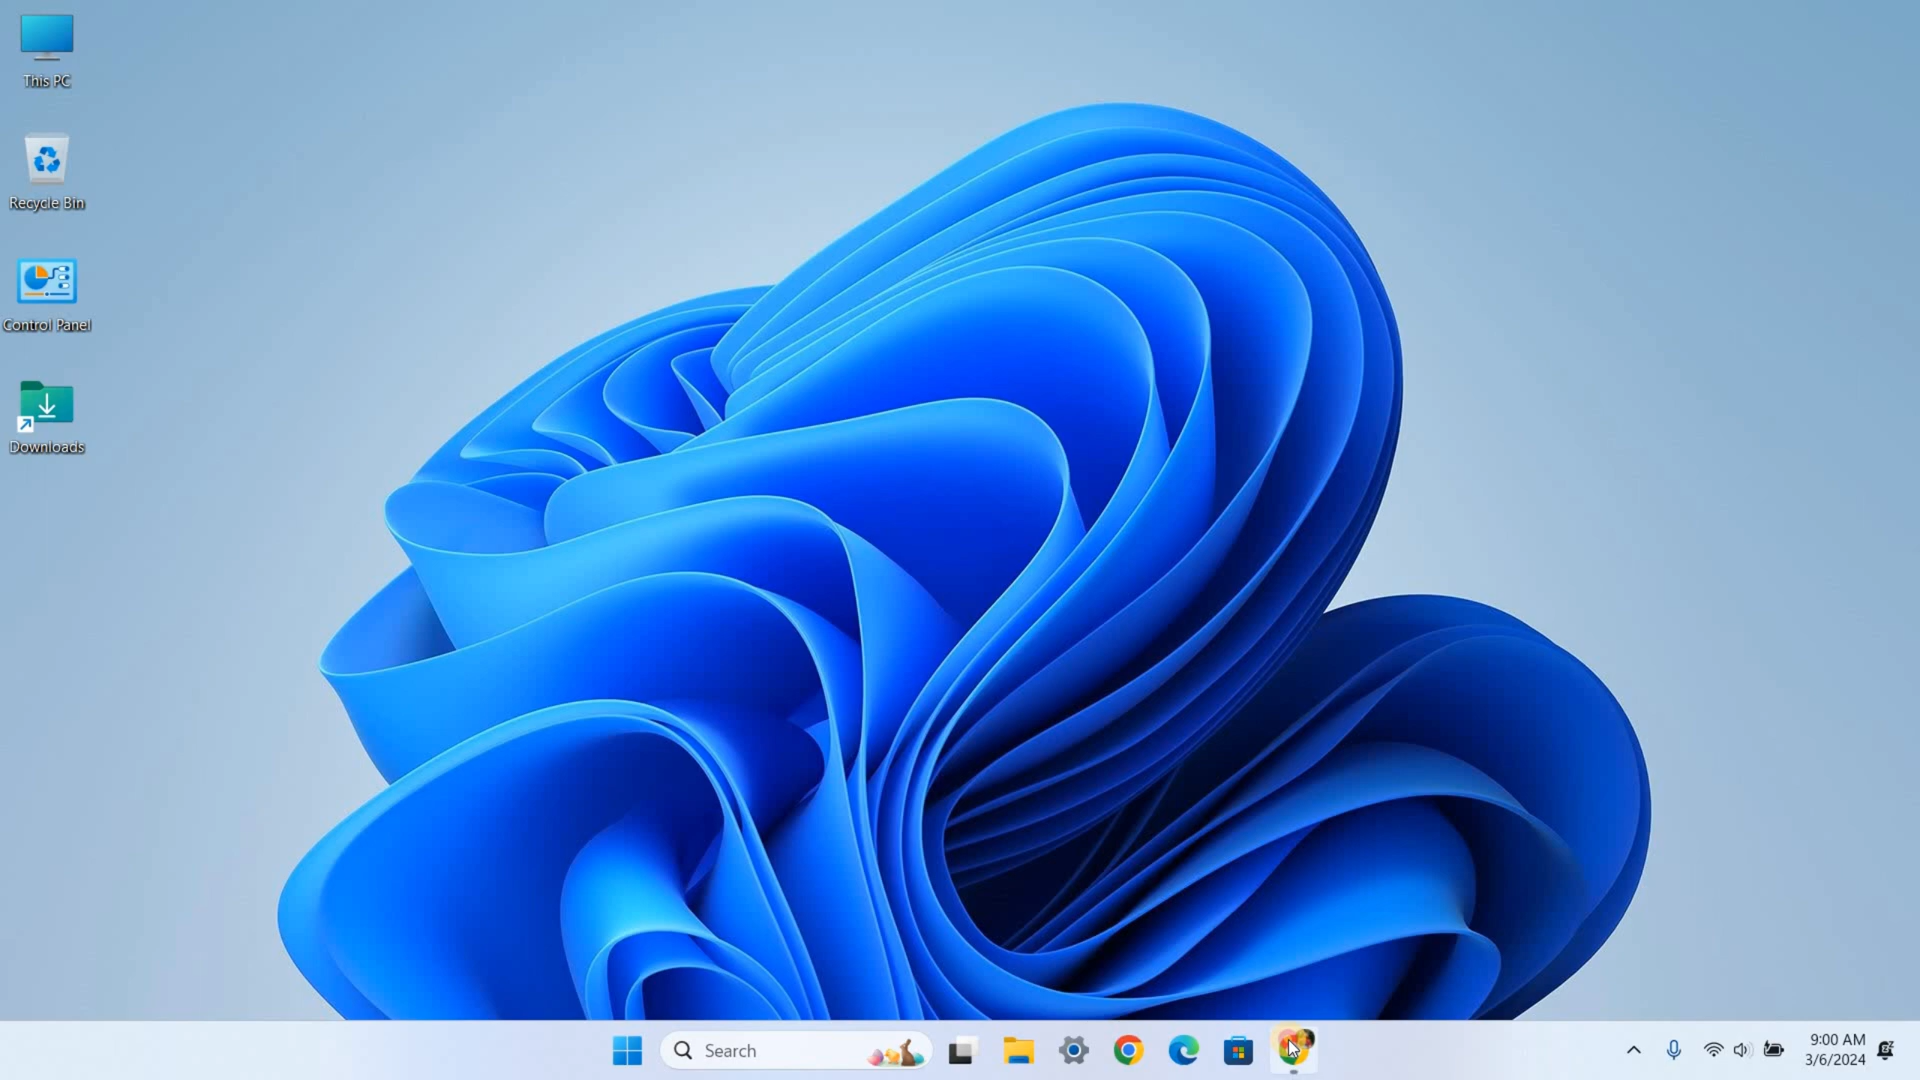 This PC
Recycle Bin
Control Panel
Downloads
Search
9:00 AM
3/6/2024